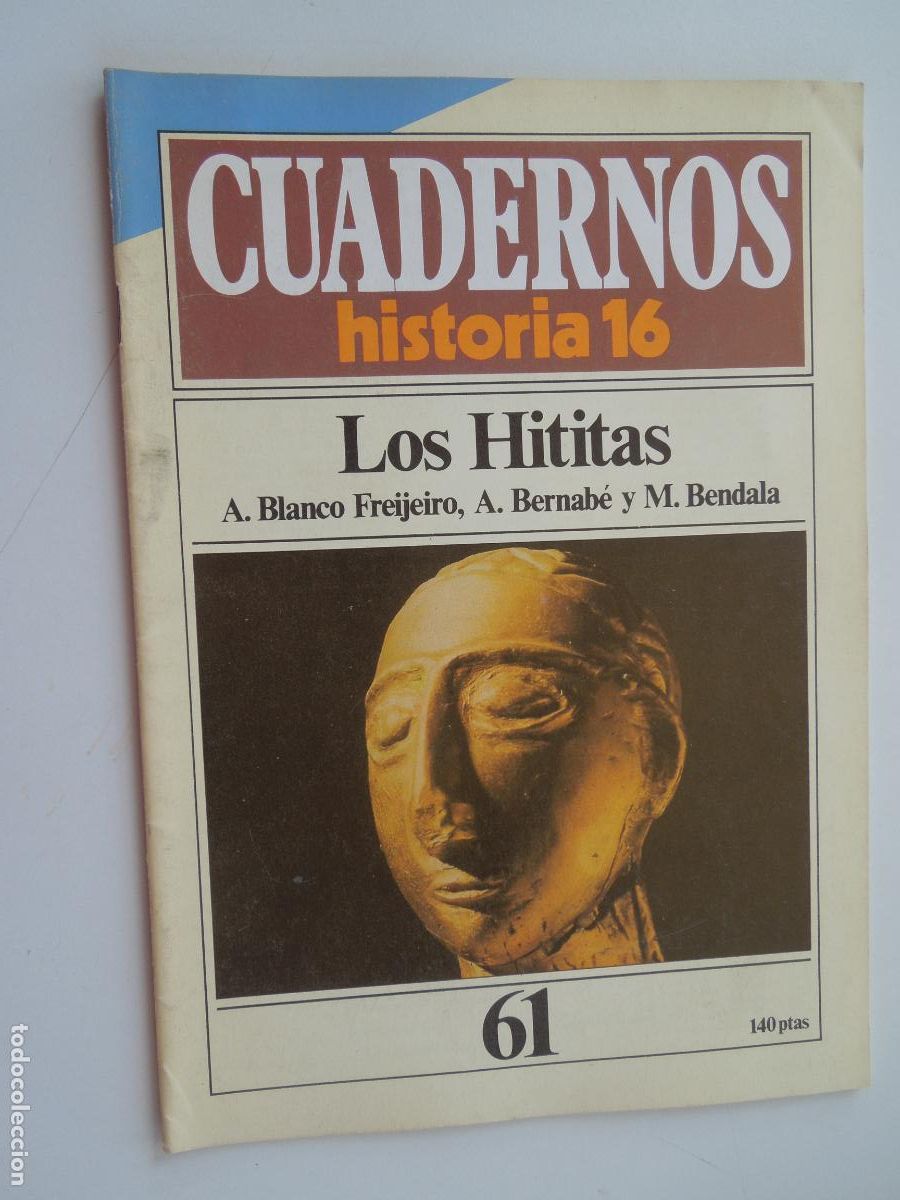 CUADERNOS
historia 16
Los Hititas
A. Blanco Freijeiro, A. Bernabé y M. Bendala
61
140 ptas
todocoleccion